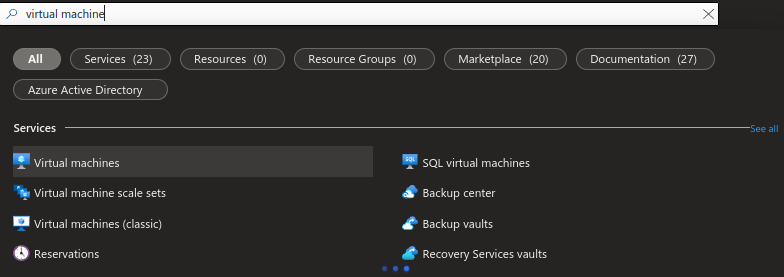 virtual machine
All Services (23) Resources (0) Resource Groups (0) Marketplace (20) Documentation (27)
Azure Active Directory
Services See all
Virtual machines SQL virtual machines
Virtual machine scale sets Backup center
Virtual machines (classic) Backup vaults
Reservations Recovery Services vaults